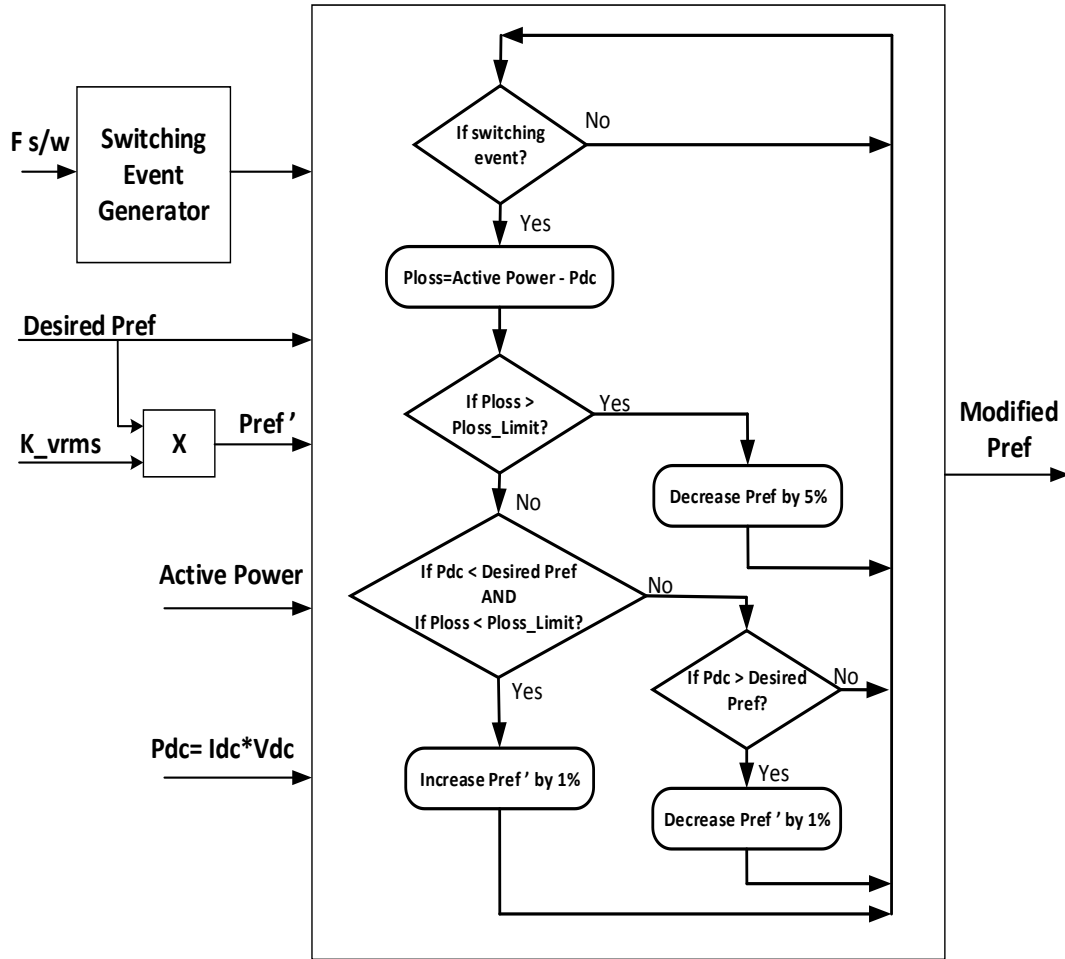 F s/w
Switching
Event
Generator
Desired Pref
K_vrms
X
Pref '
Active Power
Pdc= Idc*Vdc
If switching
event?
No
Yes
Ploss=Active Power - Pdc
If Ploss >
Ploss_Limit?
Yes
No
Decrease Pref by 5%
If Pdc < Desired Pref
AND
If Ploss < Ploss_Limit?
No
Yes
If Pdc > Desired
Pref?
No
Yes
Increase Pref ' by 1%
Decrease Pref ' by 1%
Modified
Pref